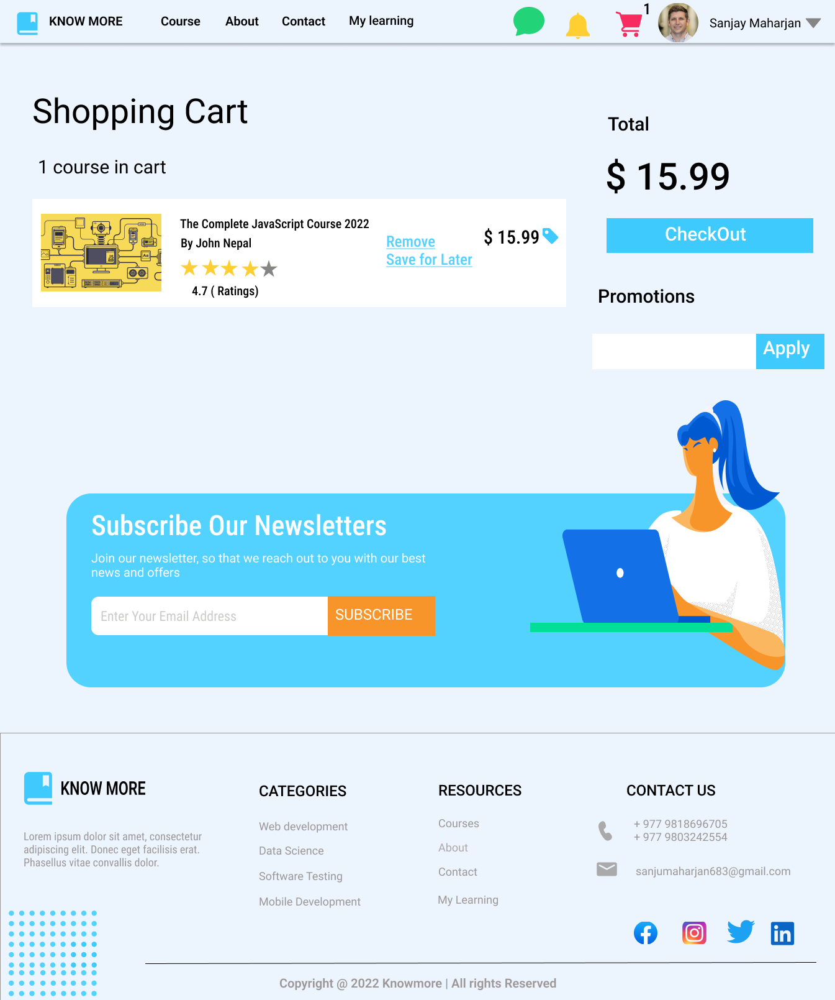 KNOW MORE
Course
About
Contact
My learning
1
Sanjay Maharjan
Shopping Cart
1 course in cart
JS
Aa
The Complete JavaScript Course 2022
By John Nepal
4.7 ( Ratings)
Remove
Save for Later
$ 15.99
Total
$ 15.99
CheckOut
Promotions
Apply
Subscribe Our Newsletters
Join our newsletter, so that we reach out to you with our best
news and offers
Enter Your Email Address
SUBSCRIBE
KNOW MORE
Lorem ipsum dolor sit amet, consectetur
adipiscing elit. Donec eget facilisis erat.
Phasellus vitae convallis dolor.
CATEGORIES
Web development
Data Science
Software Testing
Mobile Development
RESOURCES
Courses
About
Contact
My Learning
CONTACT US
+ 977 9818696705
+ 977 9803242554
sanjumaharjan683@gmail.com
in
Copyright @ 2022 Knowmore | All rights Reserved